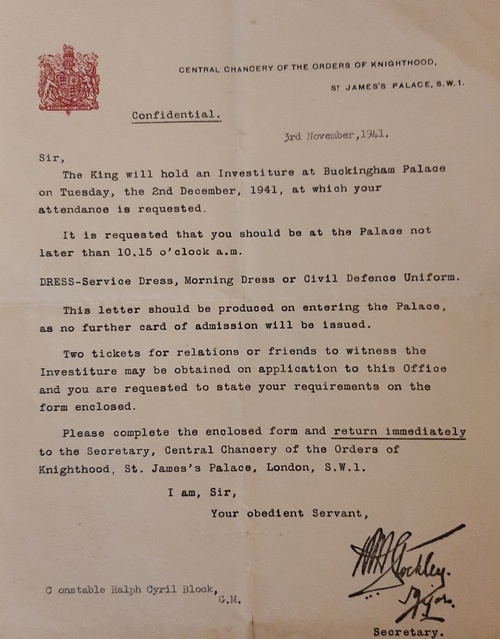 CENTRAL CHANCERY OF THE ORDERS OF KNIGHTHOOD,
ST JAMES'S PALACE, S.W.1.
Confidential.
3rd November,1941.
Sir,
The King will hold an Investiture at Buckingham Palace
on Tuesday, the 2nd December, 1941, at which your
attendance is requested.
It is requested that you should be at the Palace not
later than 10.15 o'clock a.m.
DRESS-Service Dress, Morning Dress or Civil Defence Uniform.
This letter should be produced on entering the Palace,
as no further card of admission will be issued.
Two tickets for relations or friends to witness the
Investiture may be obtained on application to this Office
and you are requested to state your requirements on the
form enclosed.
Please complete the enclosed form and return immediately
to the Secretary, Central Chancery of the Orders of
Knighthood, St. James's Palace, London, S.W.1.
I am, Sir,
Your obedient Servant,
Stockley.
Major.
C onstable Ralph Cyril Block,
G.M.
Secretary.